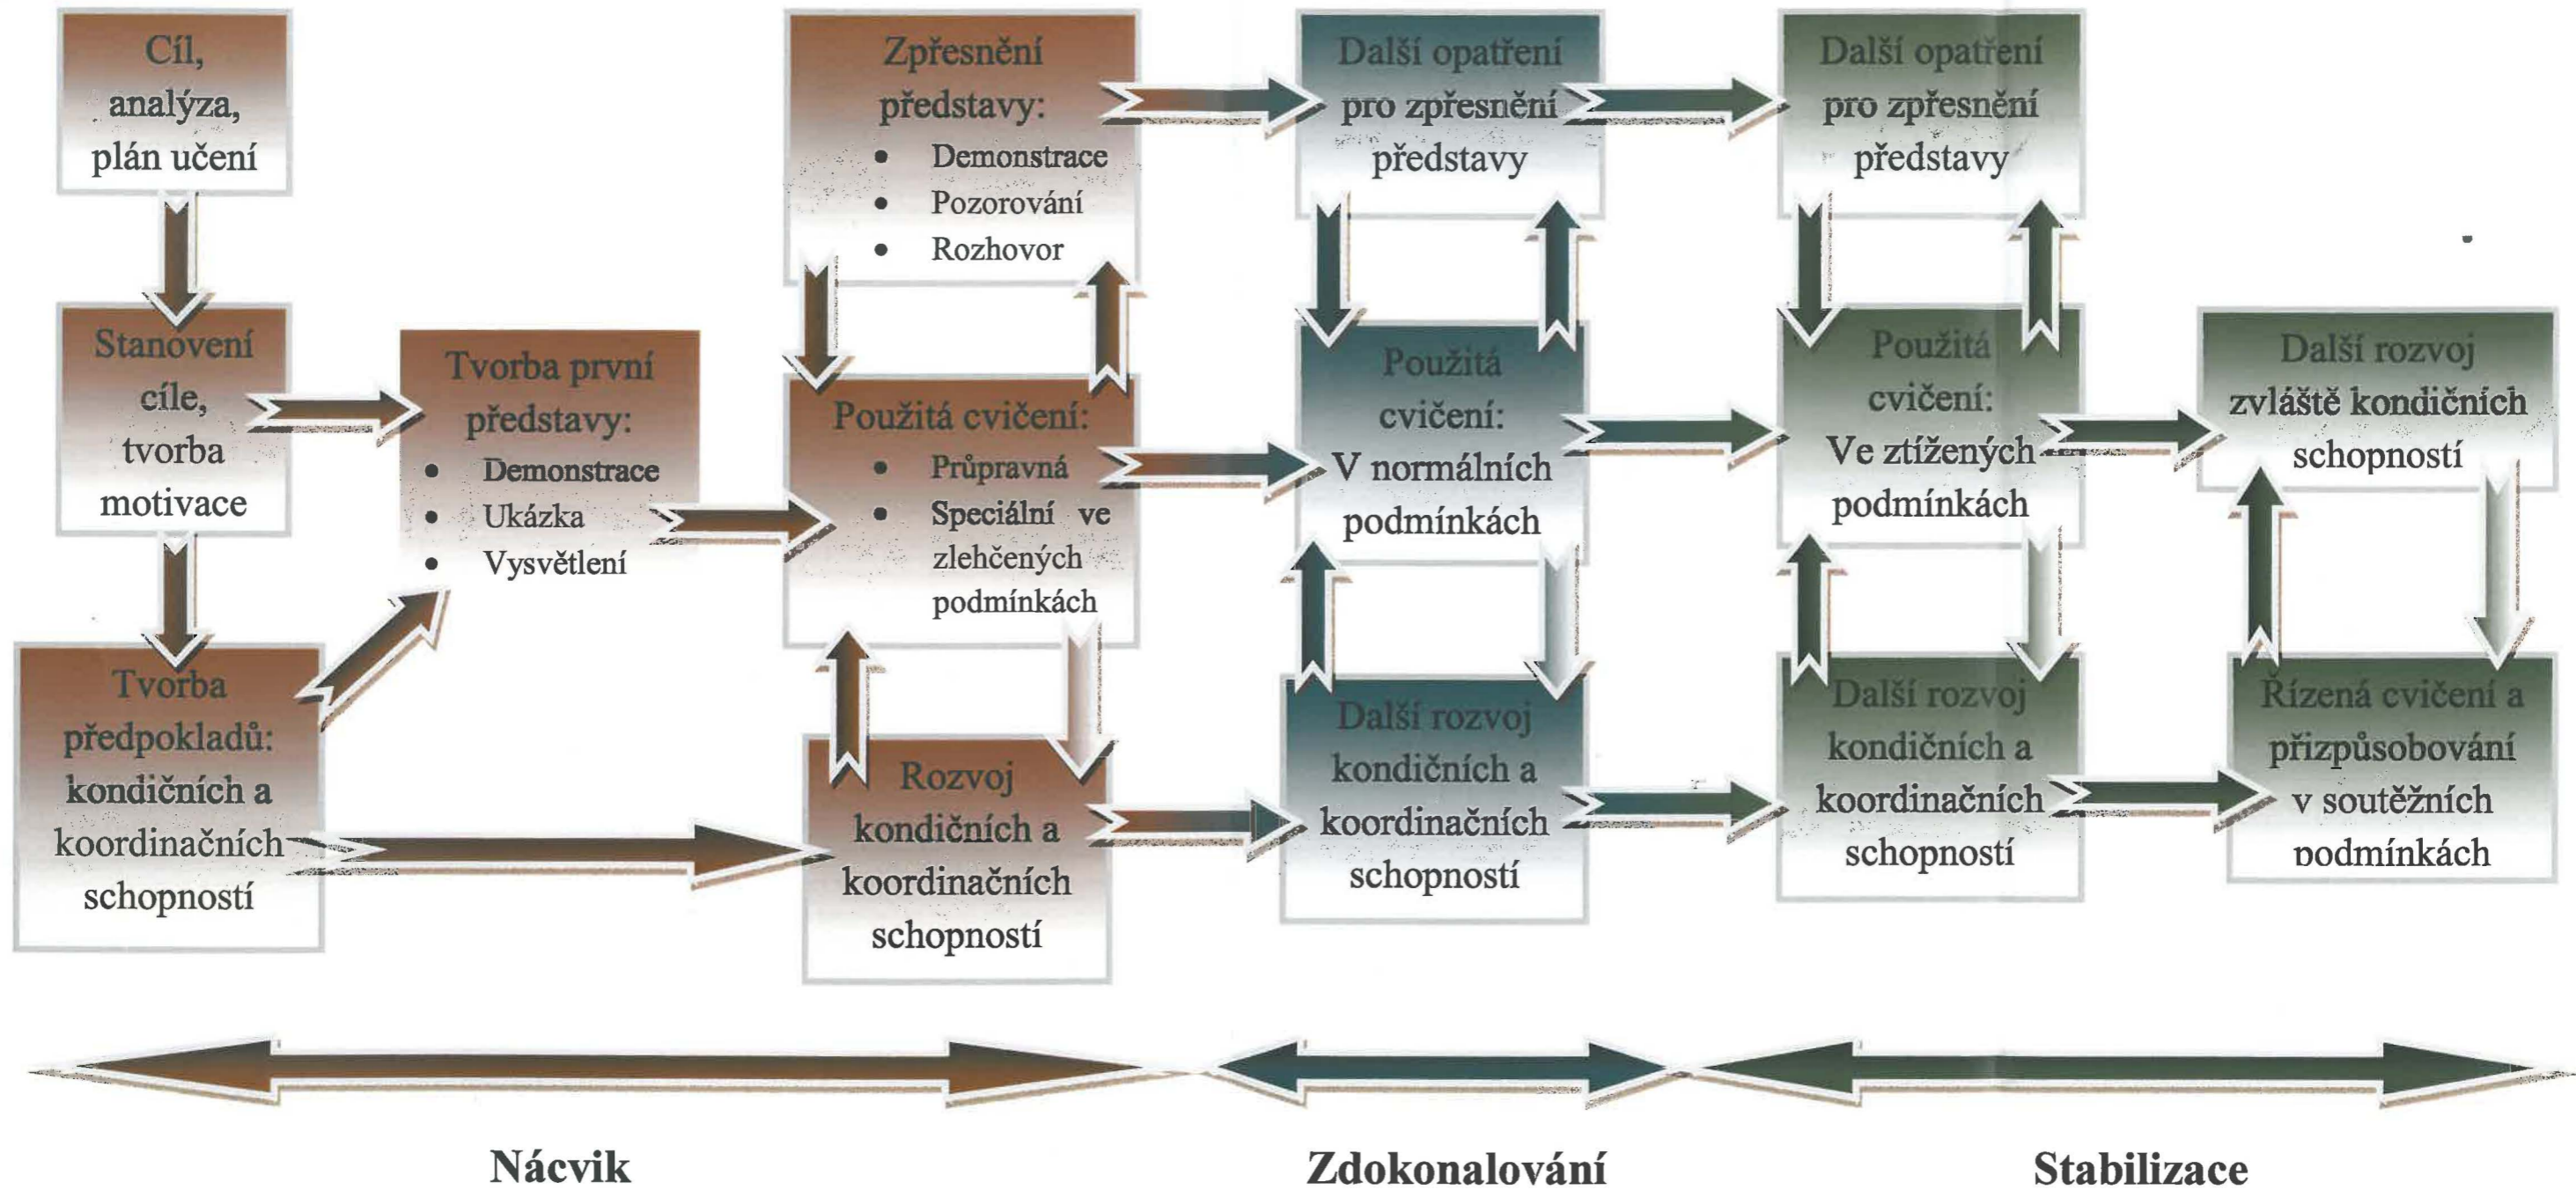 Cíl,
analýza,
plán učení
Stanovení
cíle,
tvorba
motivace
Tvorba
předpokladů:
kondičních a
koordinačních
schopností
Tvorba první
představy:
• Demonstrace
• Ukázka
• Vysvětlení
Zpřesnění
představy:
• Demonstrace
• Pozorování
• Rozhovor
Použitá cvičení:
• Průpravná
• Speciální ve
zlehčených
podmínkách
Rozvoj
kondičních a
koordinačních
schopností
Další opatření
pro zpřesnění
představy
Použitá
cvičení:
V normálních
podmínkách
Další rozvoj
kondičních a
koordinačních
schopností
Další opatření
pro zpřesnění
představy
Použitá
cvičení:
Ve ztížených
podmínkách
Další rozvoj
kondičních a
koordinačních
schopností
Další rozvoj
zvláště kondičních
schopností
Řízená cvičení a
přizpůsobování
v soutěžních
podmínkách
Nácvik
Zdokonalování
Stabilizace